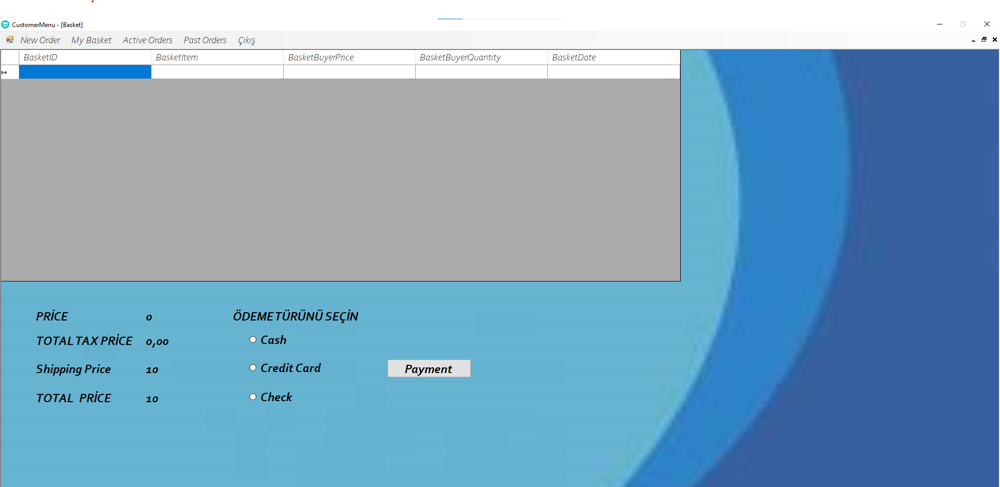 CustomerMenu - [Basket]
New Order My Basket Active Orders Past Orders Çıkış
BasketID BasketItem BasketBuyerPrice BasketBuyerQuantity BasketDate
PRİCE 0 ÖDEME TÜRÜNÜ SEÇİN
TOTAL TAX PRİCE 0,00 Cash
Shipping Price 10 Credit Card Payment
TOTAL PRİCE 10 Check